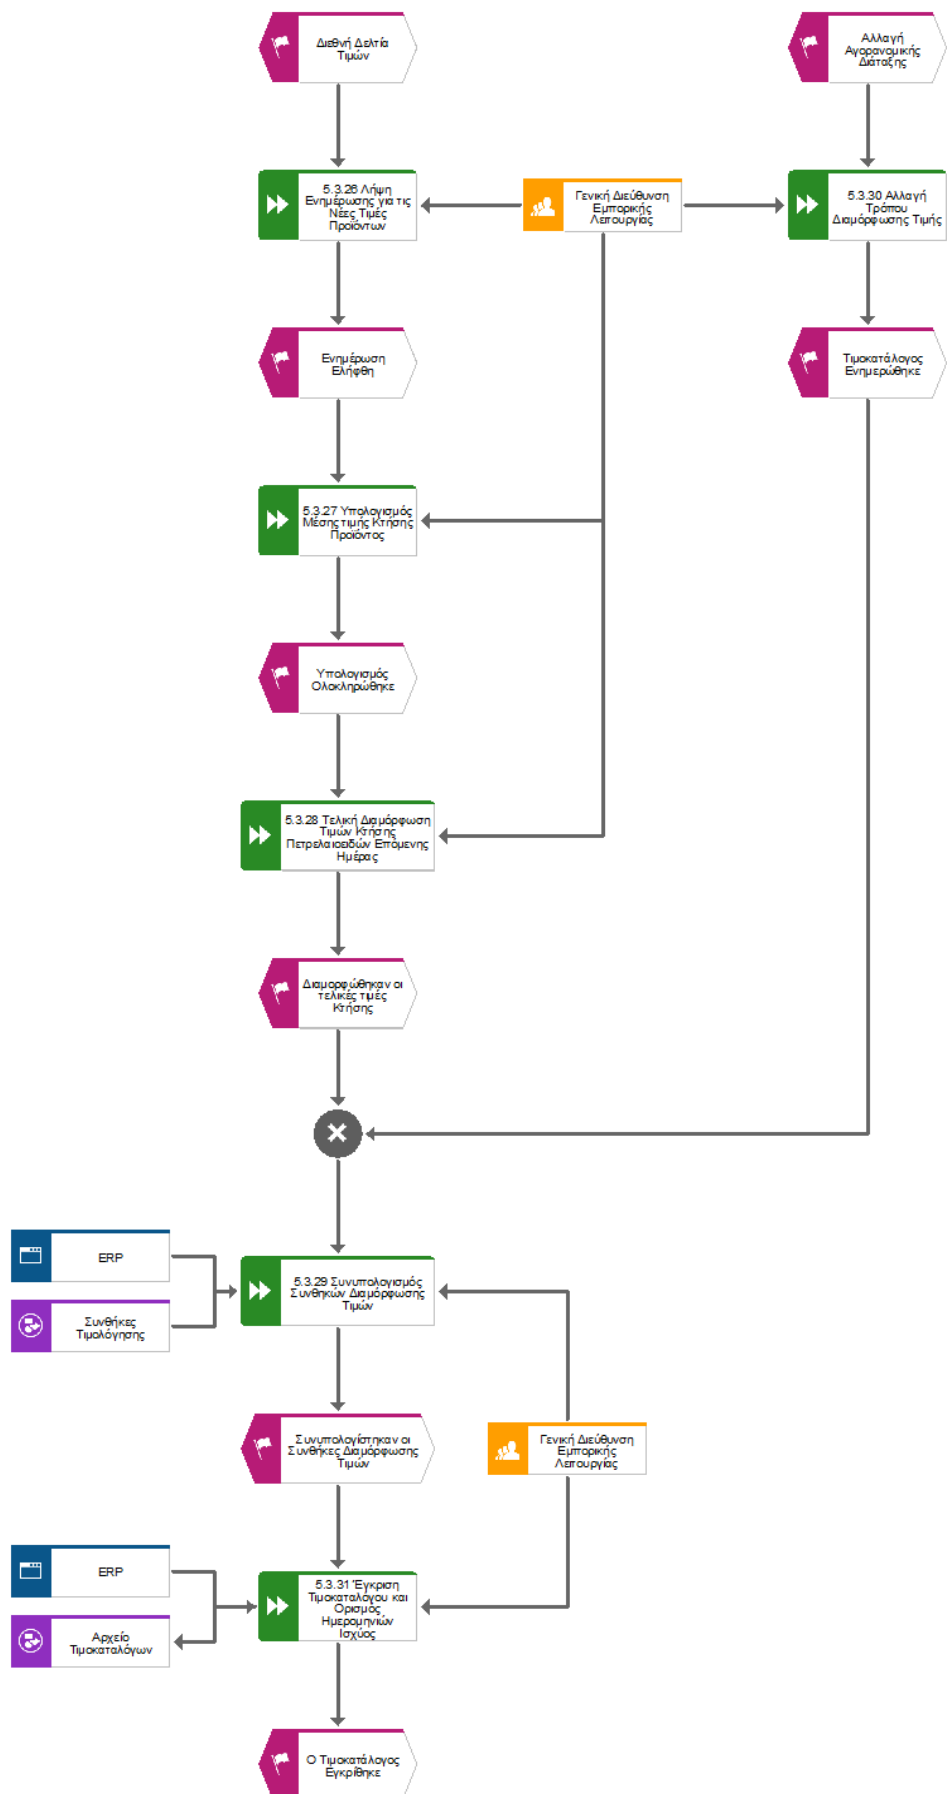 Διεθνή Δελτία
Τιμών
Αλλαγή
Αγορανομικής
Διάταξης
5.3.26 Λήψη
Ενημέρωσης για τις
Νέες Τιμές
Προϊόντων
Γενική Διεύθυνση
Εμπορικής
Λειτουργίας
5.3.30 Αλλαγή
Τρόπου
Διαμόρφωσης Τιμής
Ενημέρωση
Ελήφθη
Τιμοκατάλογος
Ενημερώθηκε
5.3.27 Υπολογισμός
Μέσης τιμής Κτήσης
Προϊόντος
Υπολογισμός
Ολοκληρώθηκε
5.3.28 Τελική Διαμόρφωση
Τιμών Κτήσης
Πετρελαιοειδών Επόμενης
Ημέρας
Διαμορφώθηκαν οι
τελικές τιμές
Κτήσης
ERP
5.3.29 Συνυπολογισμός
Συνθηκών Διαμόρφωσης
Τιμών
Συνθήκες
Τιμολόγησης
Συνυπολογίστηκαν οι
Συνθήκες Διαμόρφωσης
Τιμών
Γενική Διεύθυνση
Εμπορικής
Λειτουργίας
ERP
5.3.31 Έγκριση
Τιμοκαταλόγου και
Ορισμός
Ημερομηνιών
Ισχύος
Αρχείο
Τιμοκαταλόγων
Ο Τιμοκατάλογος
Εγκρίθηκε